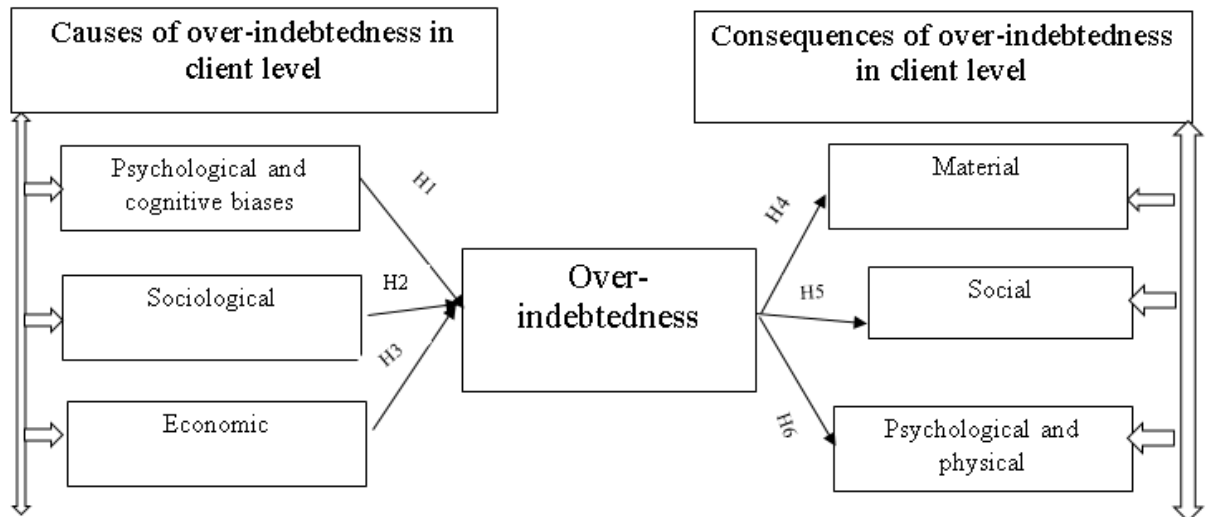 Causes of over-indebtedness in
client level
Consequences of over-indebtedness
in client level
Psychological and
cognitive biases
H1
Sociological
H2
Economic
H3
Over-
indebtedness
H4
Material
H5
Social
H6
Psychological and
physical